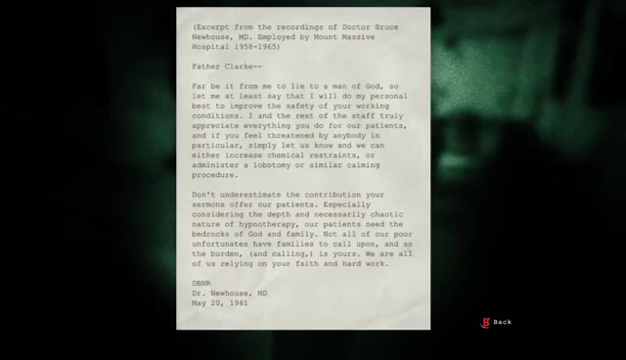 (Excerpt from the recordings of Doctor Bruce
Newhouse, MD. Employed by Mount Massive
Hospital 1958-1965)
Father Clarke--
Far be it from me to lie to a man of God, so
let me at least say that I will do my personal
best to improve the safety of your working
conditions. I and the rest of the staff truly
appreciate everything you do for our patients,
and if you feel threatened by anybody in
particular, simply let us know and we can
either increase chemical restraints, or
administer a lobotomy or similar calming
procedure.
Don't underestimate the contribution your
sermons offer our patients. Especially
considering the depth and necessarily chaotic
nature of hypnotherapy, our patients need the
bedrocks of God and family. Not all of our poor
unfortunates have families to call upon, and so
the burden, (and calling,) is yours. We are all
of us relying on your faith and hard work.
DBNR
Dr. Newhouse, MD
May 20, 1961
B Back